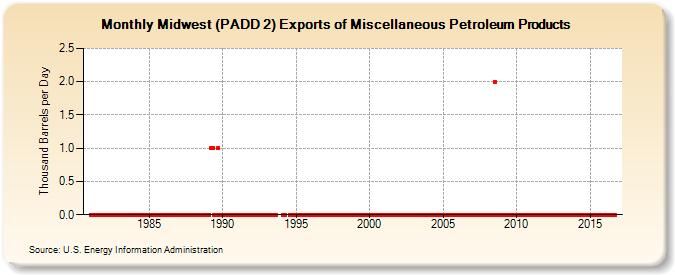 Monthly Midwest (PADD 2) Exports of Miscellaneous Petroleum Products
Thousand Barrels per Day
2.5
2.0
1.5
1.0
0.5
0.0
1985 1990 1995 2000 2005 2010 2015
Source: U.S. Energy Information Administration